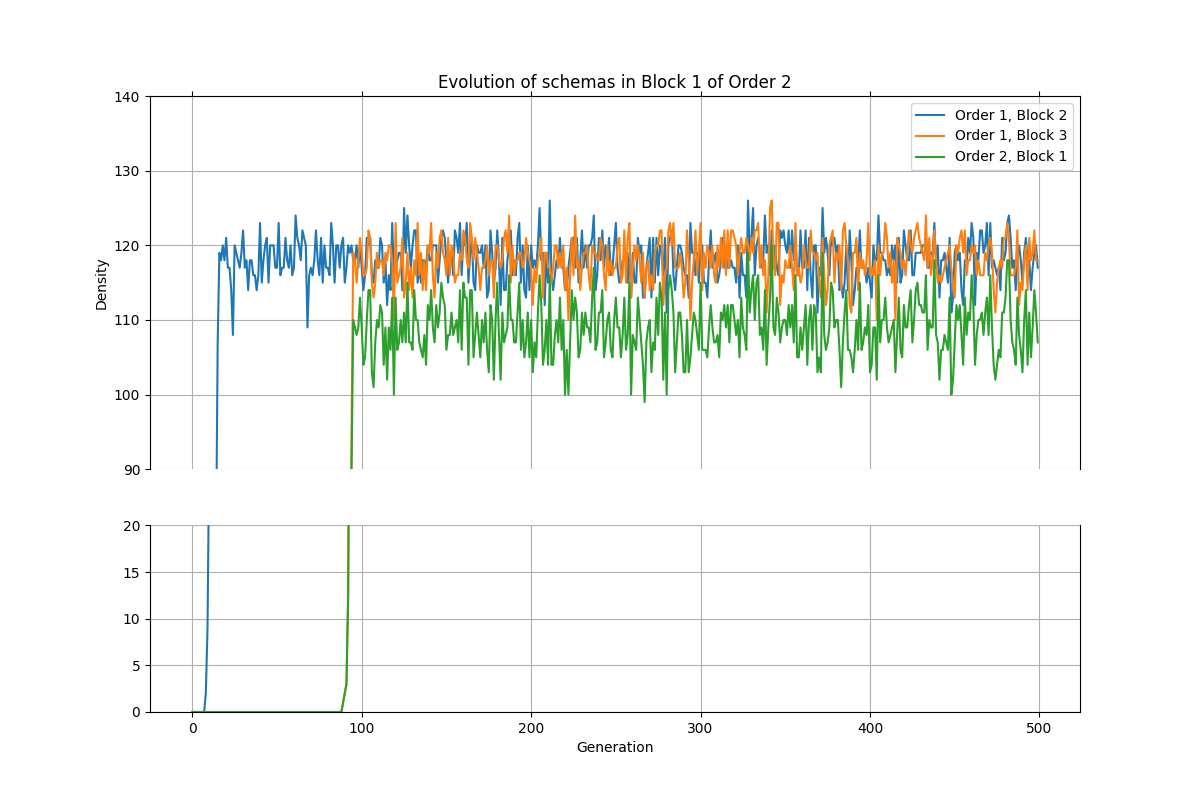 Evolution of schemas in Block 1 of Order 2
140
130
120
110
100
90
Density
Order 1, Block 2
Order 1, Block 3
Order 2, Block 1
20
15
10
5
0
0 100 200 300 400 500
Generation